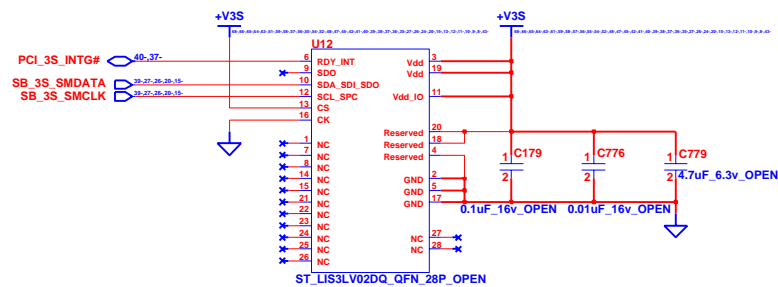 +V3S
+V3S
U12
PCI_3S_INTG#
40-,37-
6
RDY_INT
Vdd
3
9
SDO
Vdd
19
SB_3S_SMDATA
39-,27-,26-,20-,15-
10
SDA_SDI_SDO
SB_3S_SMCLK
39-,27-,26-,20-,15-
12
SCL_SPC
Vdd_IO
11
13
CS
16
CK
Reserved
20
1
NC
Reserved
18
7
NC
Reserved
4
8
NC
14
NC
GND
2
15
NC
GND
5
21
NC
GND
17
22
NC
23
NC
24
NC
NC
27
25
NC
NC
28
26
NC
1
C179
2
0.1uF_16v_OPEN
1
C776
2
0.01uF_16v_OPEN
1
C779
2
4.7uF_6.3v_OPEN
ST_LIS3LV02DQ_QFN_28P_OPEN